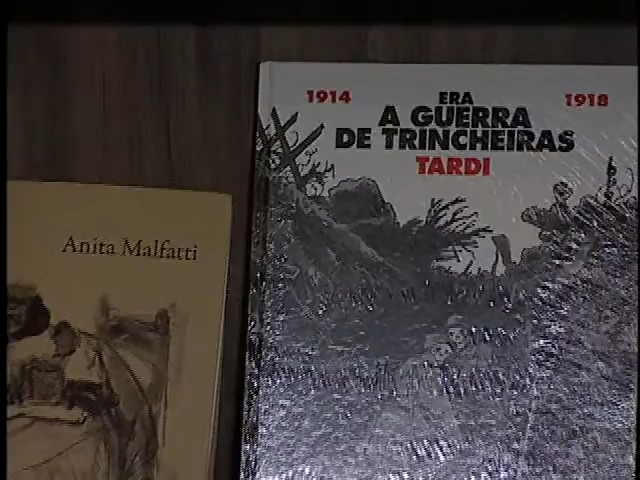 1914
ERA
1918
A GUERRA
DE TRINCHEIRAS
TARDI
Anita Malfatti